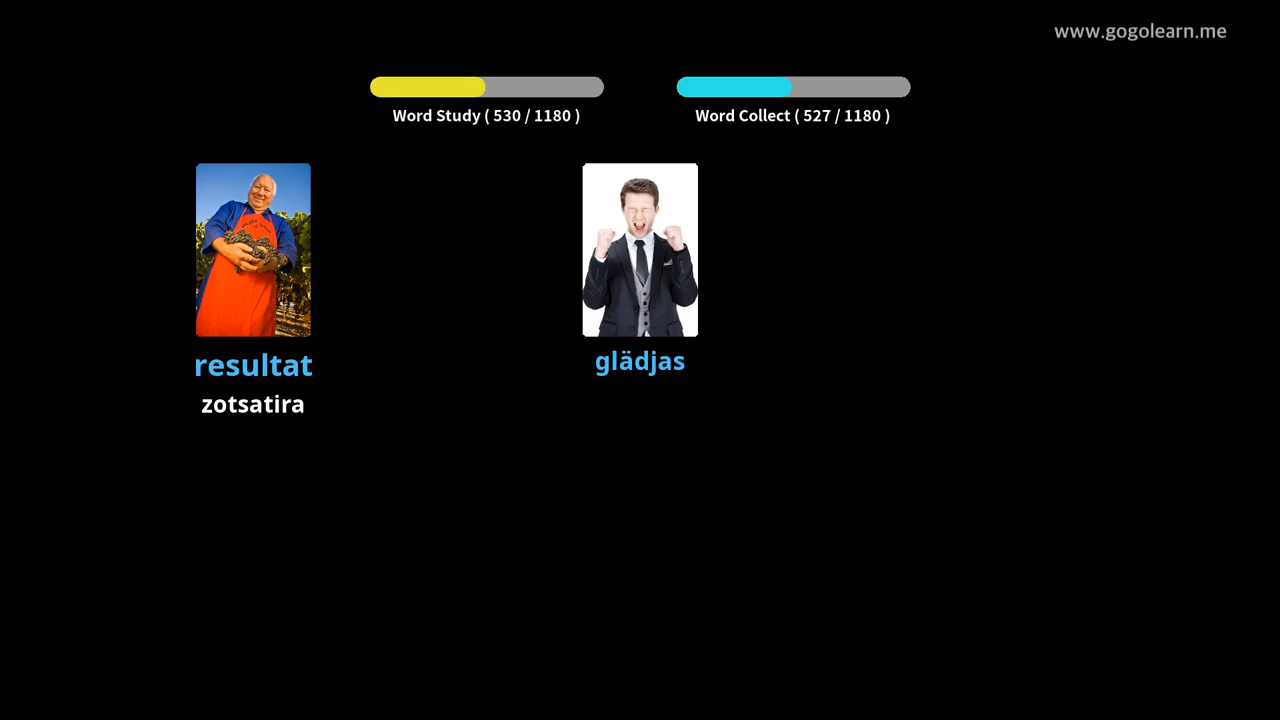 www.gogolearn.me
Word Study ( 530 / 1180 )
Word Collect ( 527 / 1180 )
resultat
zotsatira
glädjas